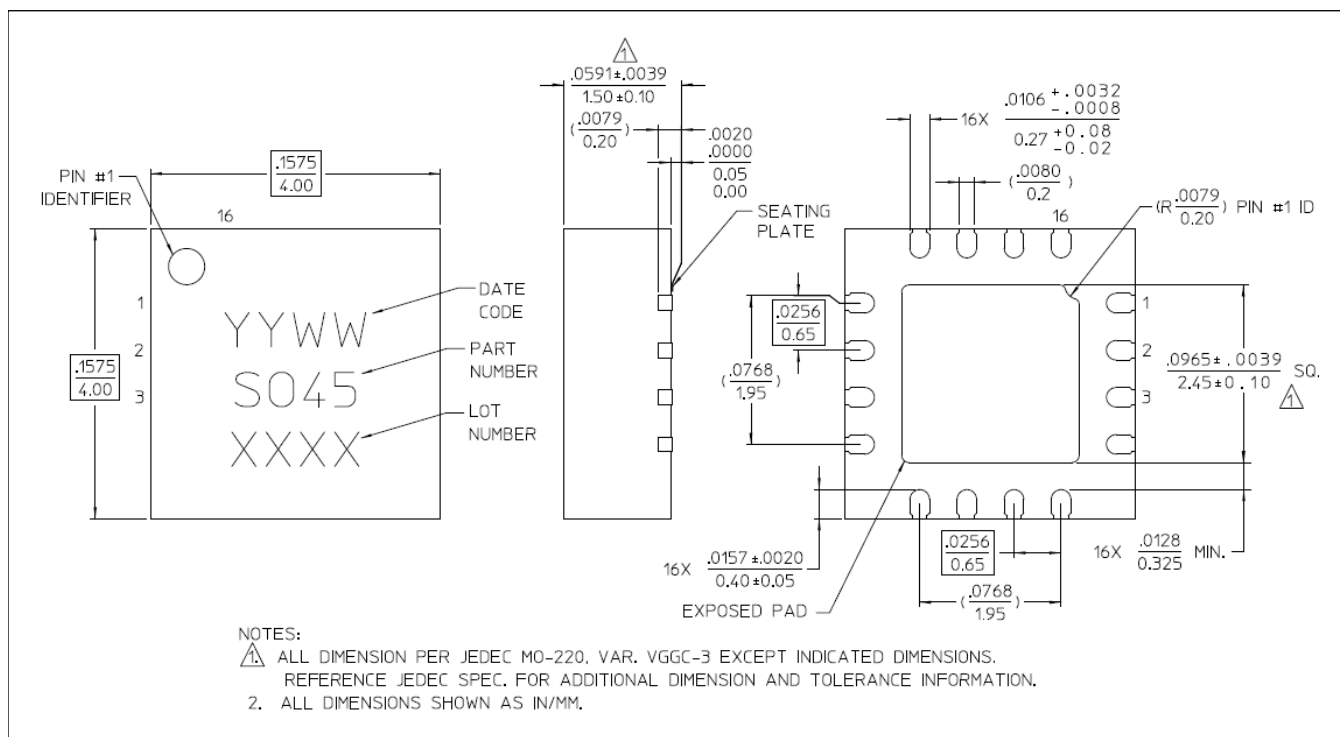 .1575
4.00
PIN #1
IDENTIFIER
16
1
2
3
.1575
4.00
YYWW
SO45
XXXX
DATE
CODE
PART
NUMBER
LOT
NUMBER
1
.0591±.0039
1.50±0.10
(.0079
0.20)
.0020
.0000
0.05
0.00
SEATING
PLATE
16X .0106 +.0032
-.0008
0.27 +0.08
-0.02
(.0080
0.2)
16
(R.0079
0.20) PIN #1 ID
.0256
0.65
(.0768
1.95)
1
2
3
.0965±.0039
2.45±0.10 SQ.
1
16X .0157±.0020
0.40±0.05
.0256
0.65
(.0768
1.95)
16X .0128
0.325 MIN.
EXPOSED PAD
NOTES:
1. ALL DIMENSION PER JEDEC MO-220, VAR. VGGC-3 EXCEPT INDICATED DIMENSIONS.
REFERENCE JEDEC SPEC. FOR ADDITIONAL DIMENSION AND TOLERANCE INFORMATION.
2. ALL DIMENSIONS SHOWN AS IN/MM.